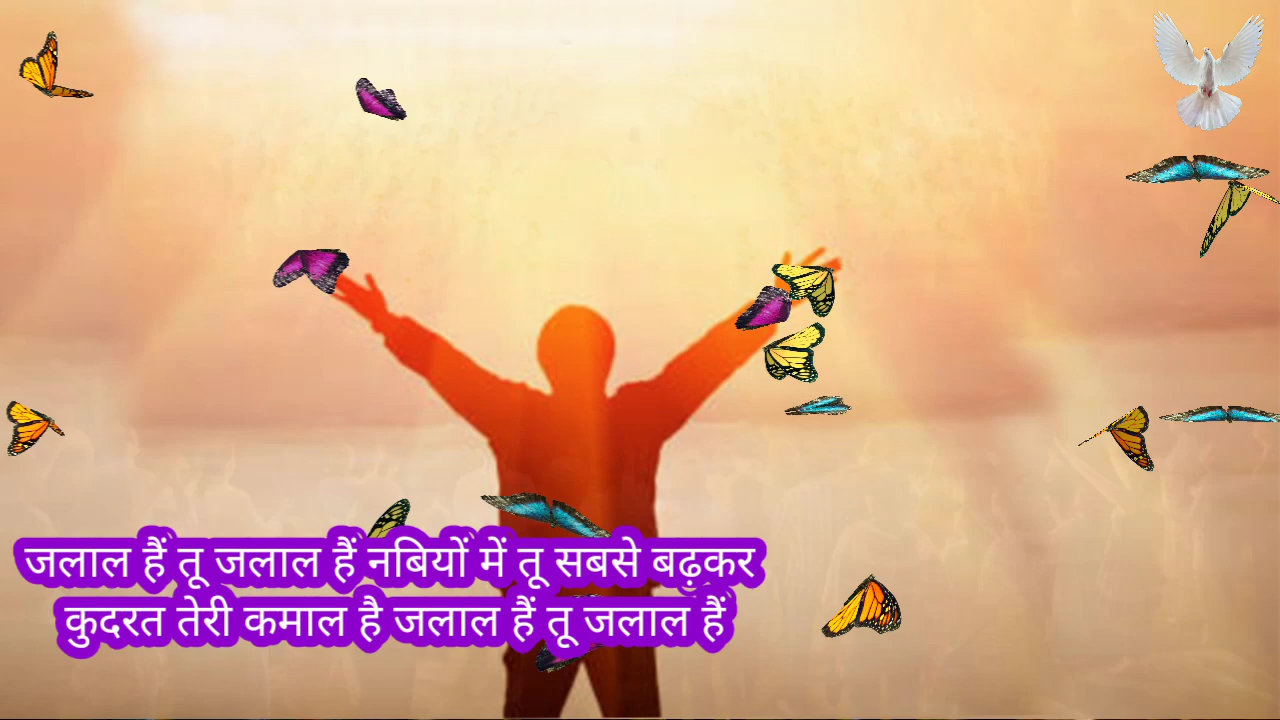 जलाल हैं तू जलाल हैं नबियों में तू सबसे बढ़कर
कुदरत तेरी कमाल है जलाल हैं तू जलाल हैं